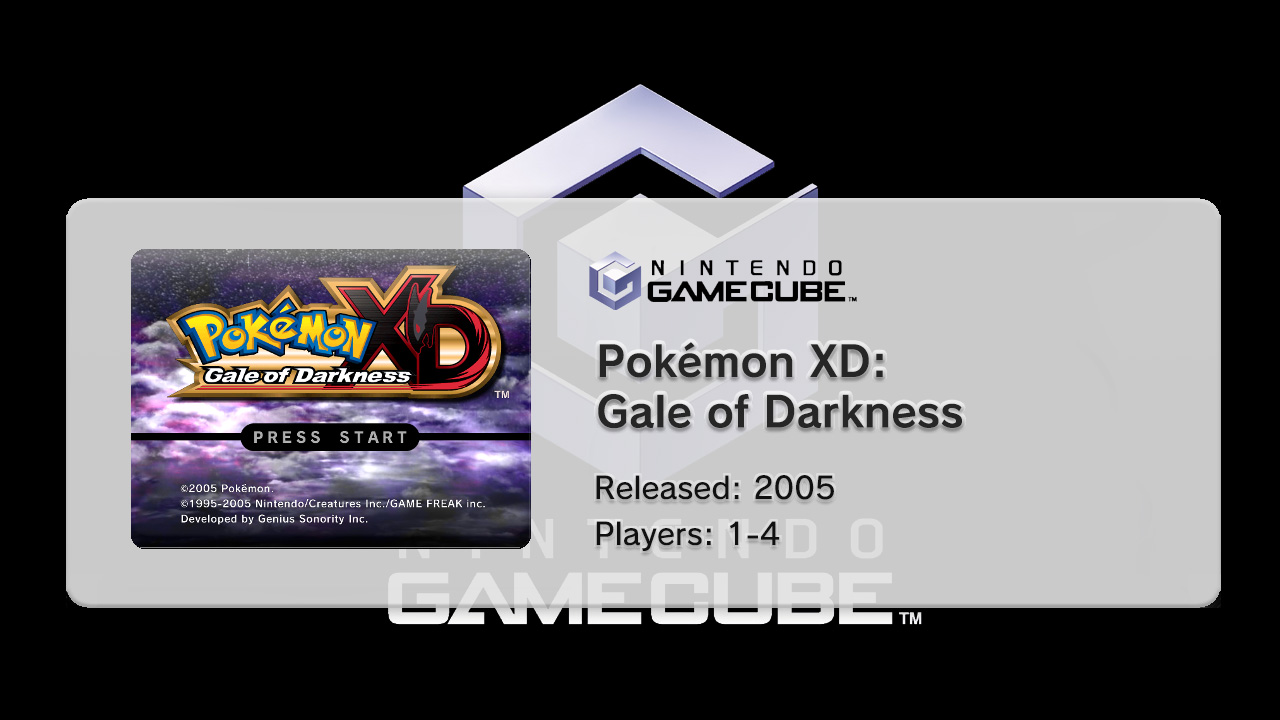 POKéMON XD
Gale of Darkness
TM
PRESS START
©2005 Pokémon.
©1995-2005 Nintendo/Creatures Inc./GAME FREAK inc.
Developed by Genius Sonority Inc.
NINTENDO
GAMECUBE™
Pokémon XD:
Gale of Darkness
Released: 2005
Players: 1-4
NINTENDO
GAMECUBE™